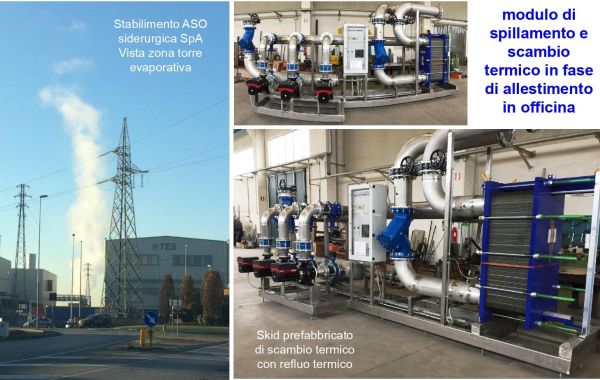 Stabilimento ASO
siderurgica SpA
Vista zona torre
evaporativa
modulo di
spillamento e
scambio
termico in fase
di allestimento
in officina
TES
Skid prefabbricato
di scambio termico
con refluo termico